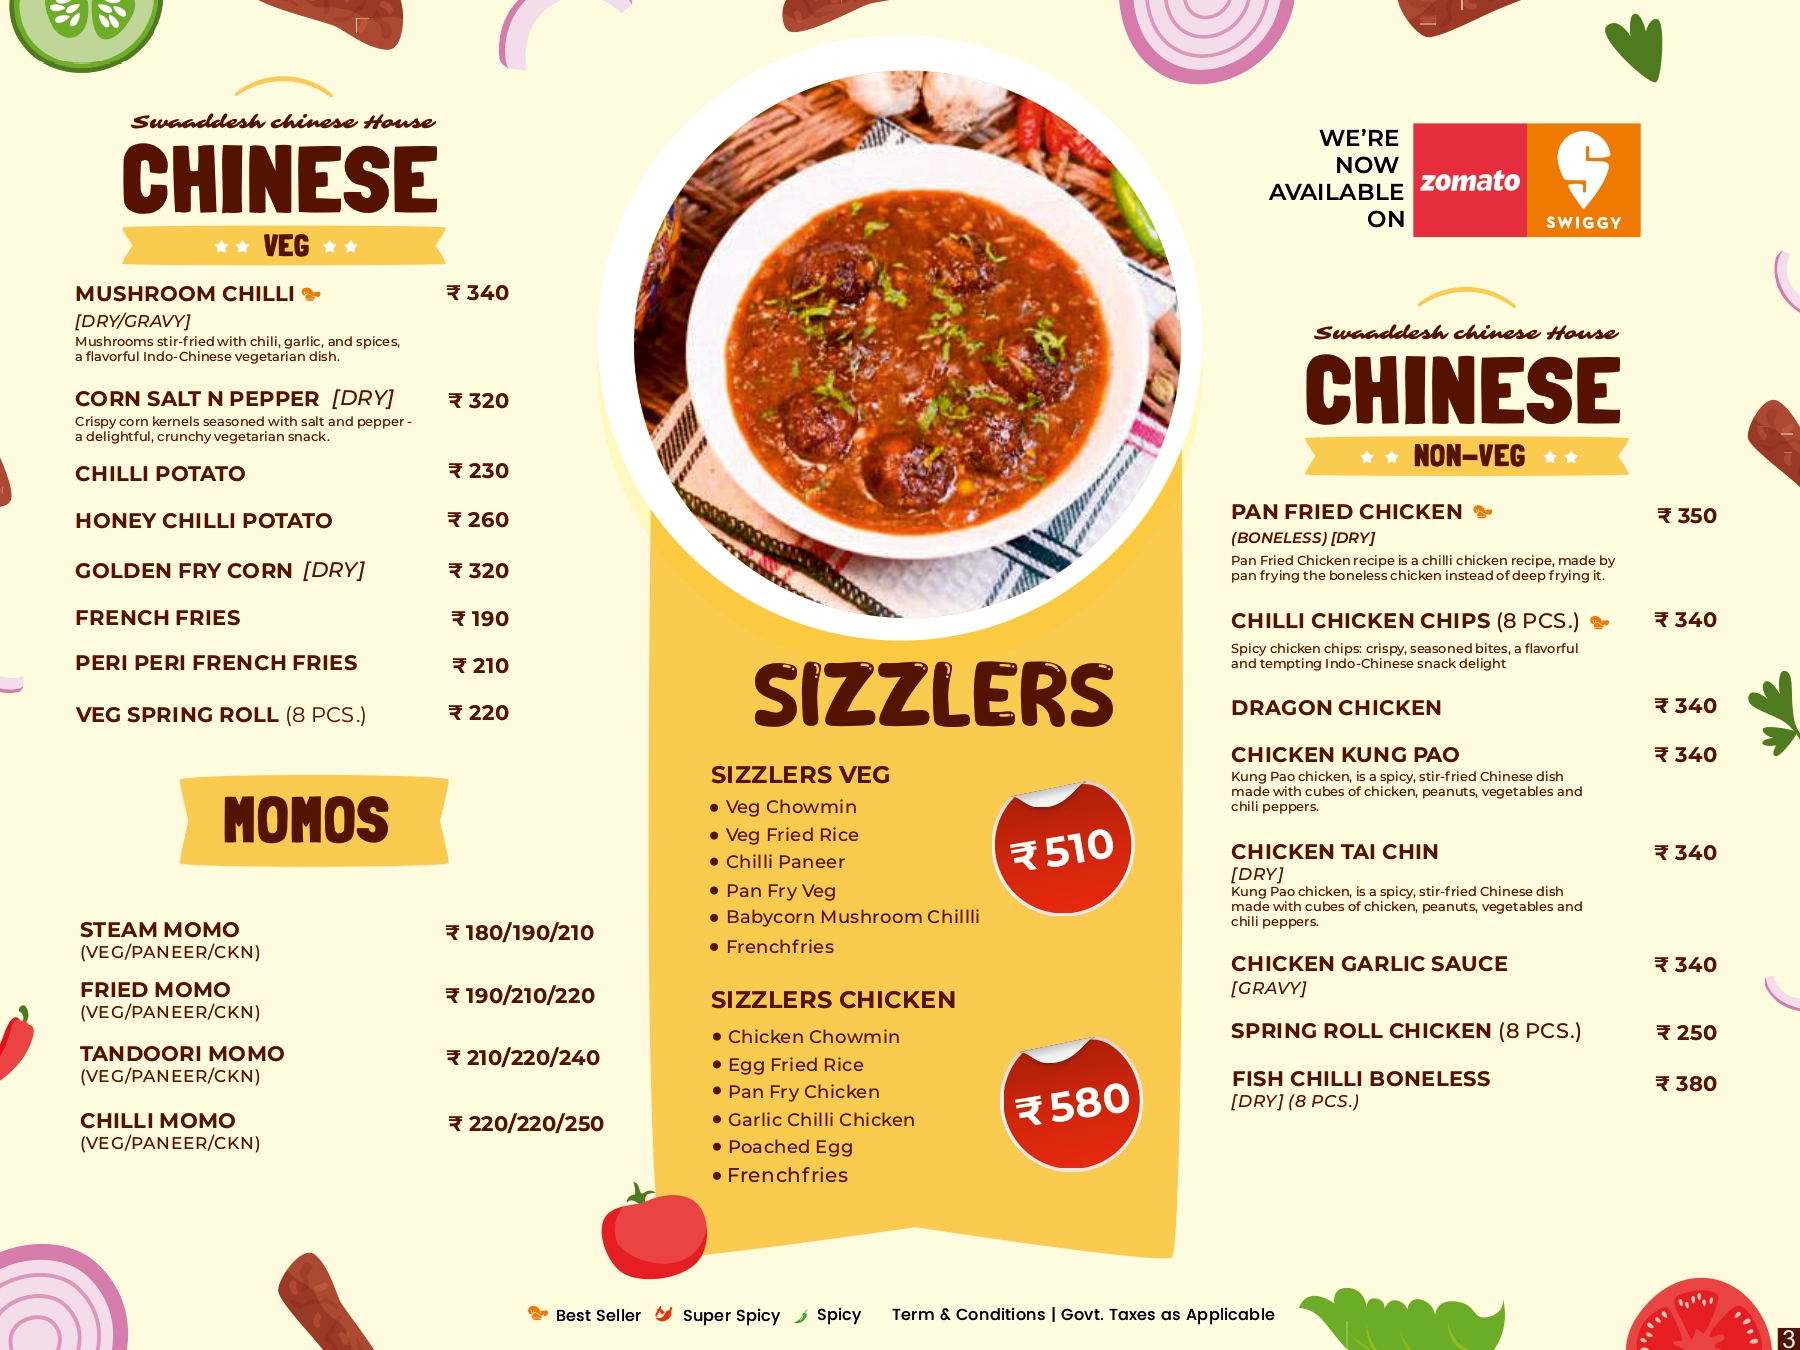 Swaaddesh chinese House
CHINESE
VEG
MUSHROOM CHILLI ₹ 340
[DRY/GRAVY]
Mushrooms stir-fried with chili, garlic, and spices,
a flavorful Indo-Chinese vegetarian dish.
CORN SALT N PEPPER [DRY] ₹ 320
Crispy corn kernels seasoned with salt and pepper -
a delightful, crunchy vegetarian snack.
CHILLI POTATO ₹ 230
HONEY CHILLI POTATO ₹ 260
GOLDEN FRY CORN [DRY] ₹ 320
FRENCH FRIES ₹ 190
PERI PERI FRENCH FRIES ₹ 210
VEG SPRING ROLL (8 PCS.) ₹ 220
MOMOS
STEAM MOMO ₹ 180/190/210
(VEG/PANEER/CKN)
FRIED MOMO ₹ 190/210/220
(VEG/PANEER/CKN)
TANDOORI MOMO ₹ 210/220/240
(VEG/PANEER/CKN)
CHILLI MOMO ₹ 220/220/250
(VEG/PANEER/CKN)
SIZZLERS
SIZZLERS VEG
• Veg Chowmin
• Veg Fried Rice
• Chilli Paneer
• Pan Fry Veg
• Babycorn Mushroom Chillli
• Frenchfries
₹ 510
SIZZLERS CHICKEN
• Chicken Chowmin
• Egg Fried Rice
• Pan Fry Chicken
• Garlic Chilli Chicken
• Poached Egg
• Frenchfries
₹ 580
WE'RE
NOW
AVAILABLE
ON
zomato
SWIGGY
Swaaddesh chinese House
CHINESE
NON-VEG
PAN FRIED CHICKEN ₹ 350
(BONELESS) [DRY]
Pan Fried Chicken recipe is a chilli chicken recipe, made by
pan frying the boneless chicken instead of deep frying it.
CHILLI CHICKEN CHIPS (8 PCS.) ₹ 340
Spicy chicken chips: crispy, seasoned bites, a flavorful
and tempting Indo-Chinese snack delight
DRAGON CHICKEN ₹ 340
CHICKEN KUNG PAO ₹ 340
Kung Pao chicken, is a spicy, stir-fried Chinese dish
made with cubes of chicken, peanuts, vegetables and
chili peppers.
CHICKEN TAI CHIN ₹ 340
[DRY]
Kung Pao chicken, is a spicy, stir-fried Chinese dish
made with cubes of chicken, peanuts, vegetables and
chili peppers.
CHICKEN GARLIC SAUCE ₹ 340
[GRAVY]
SPRING ROLL CHICKEN (8 PCS.) ₹ 250
FISH CHILLI BONELESS ₹ 380
[DRY] (8 PCS.)
Best Seller Super Spicy Spicy Term & Conditions | Govt. Taxes as Applicable
3